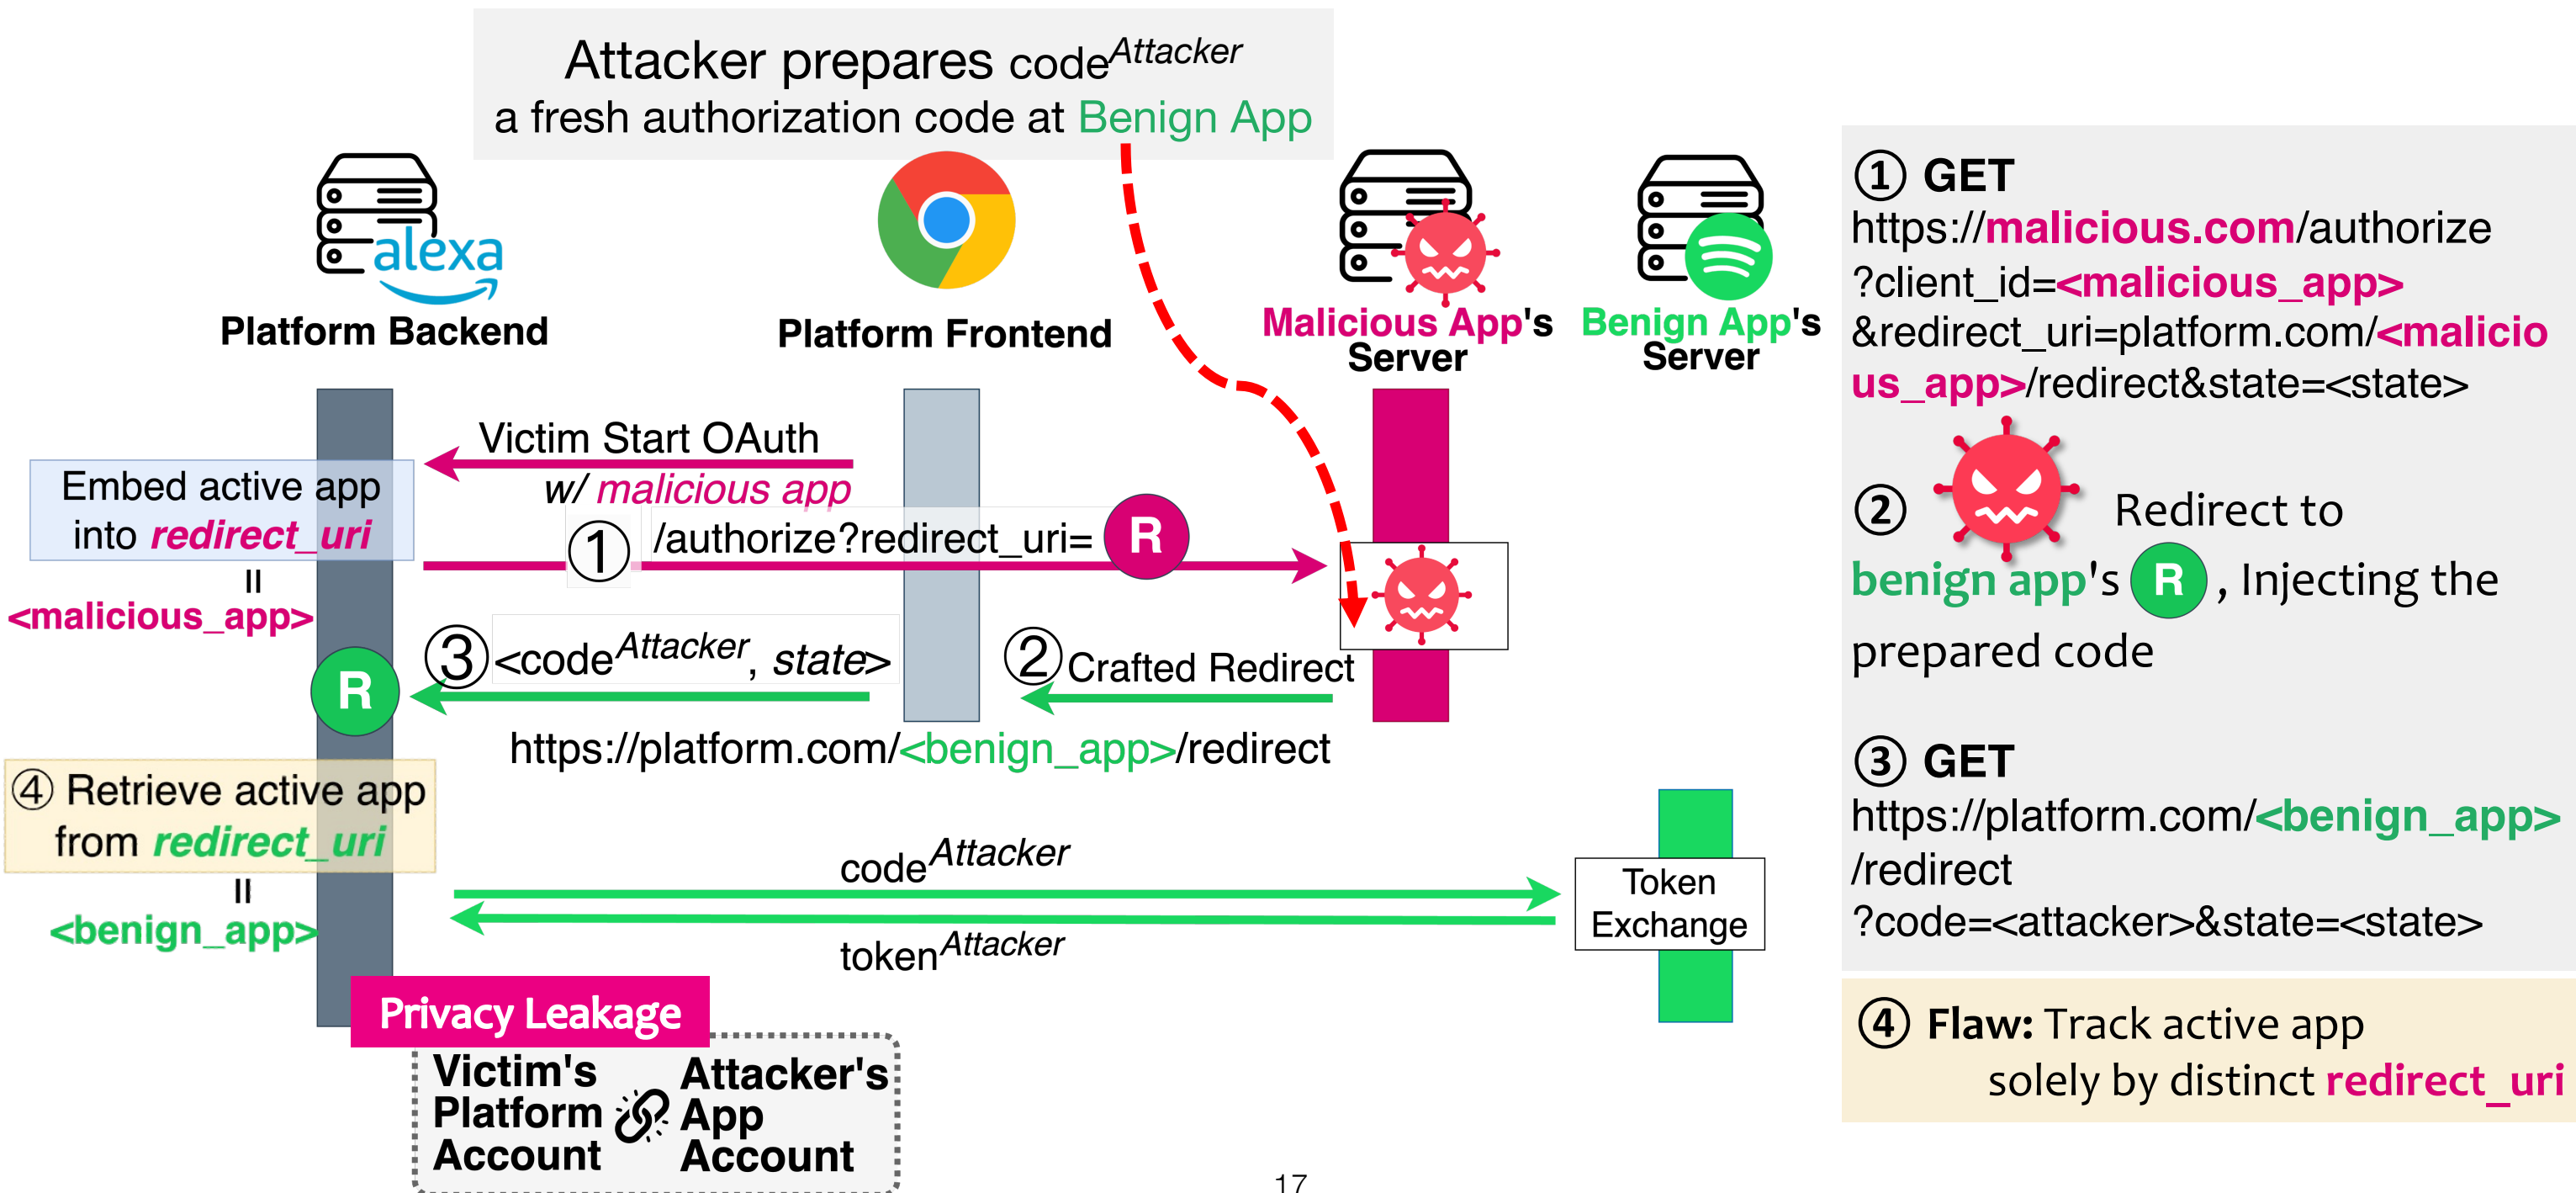 Attacker prepares code^Attacker
a fresh authorization code at Benign App
alexa
Platform Backend
Platform Frontend
Malicious App's
Server
Benign App's
Server
Victim Start OAuth
w/ malicious app
Embed active app
into redirect_uri
=
<malicious_app>
① /authorize?redirect_uri= R
③ <code^Attacker, state>
② Crafted Redirect
R
https://platform.com/<benign_app>/redirect
④ Retrieve active app
from redirect_uri
=
<benign_app>
code^Attacker
token^Attacker
Token
Exchange
Privacy Leakage
Victim's
Platform
Account
Attacker's
App
Account
① GET
https://malicious.com/authorize
?client_id=<malicious_app>
&redirect_uri=platform.com/<malicio
us_app>/redirect&state=<state>
② Redirect to
benign app's R , Injecting the
prepared code
③ GET
https://platform.com/<benign_app>
/redirect
?code=<attacker>&state=<state>
④ Flaw: Track active app
solely by distinct redirect_uri
17